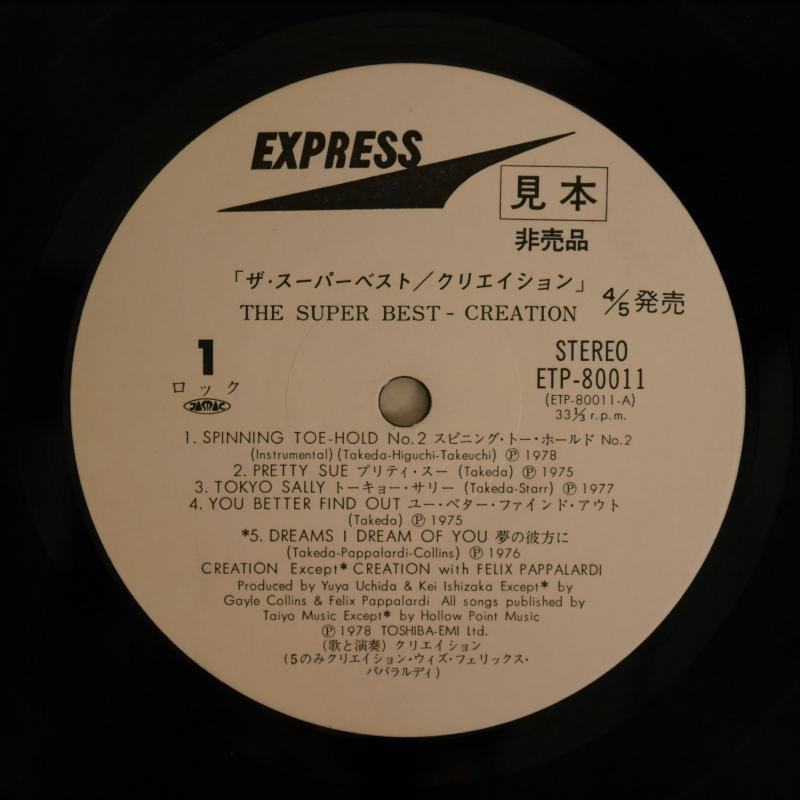 EXPRESS
見本
非売品
「ザ・スーパーベスト/クリエイション」
4/5発売
THE SUPER BEST - CREATION
1
ロック
JASRAC
STEREO
ETP-80011
(ETP-80011-A)
33⅓ r.p.m.
1. SPINNING TOE-HOLD No.2 スピニング・トー・ホールド No.2
(Instrumental) (Takeda-Higuchi-Takeuchi) Ⓟ 1978
2. PRETTY SUE プリティ・スー (Takeda) Ⓟ 1975
3. TOKYO SALLY トーキョー・サリー (Takeda-Starr) Ⓟ 1977
4. YOU BETTER FIND OUT ユー・ベター・ファインド・アウト
(Takeda) Ⓟ 1975
*5. DREAMS I DREAM OF YOU 夢の彼方に
(Takeda-Pappalardi-Collins) Ⓟ 1976
CREATION Except* CREATION with FELIX PAPPALARDI
Produced by Yuya Uchida & Kei Ishizaka Except* by
Gayle Collins & Felix Pappalardi All songs published by
Taiyo Music Except* by Hollow Point Music
Ⓟ 1978 TOSHIBA-EMI Ltd.
(歌と演奏) クリエイション
(5のみクリエイション・ウィズ・フェリックス・
パパラルディ)